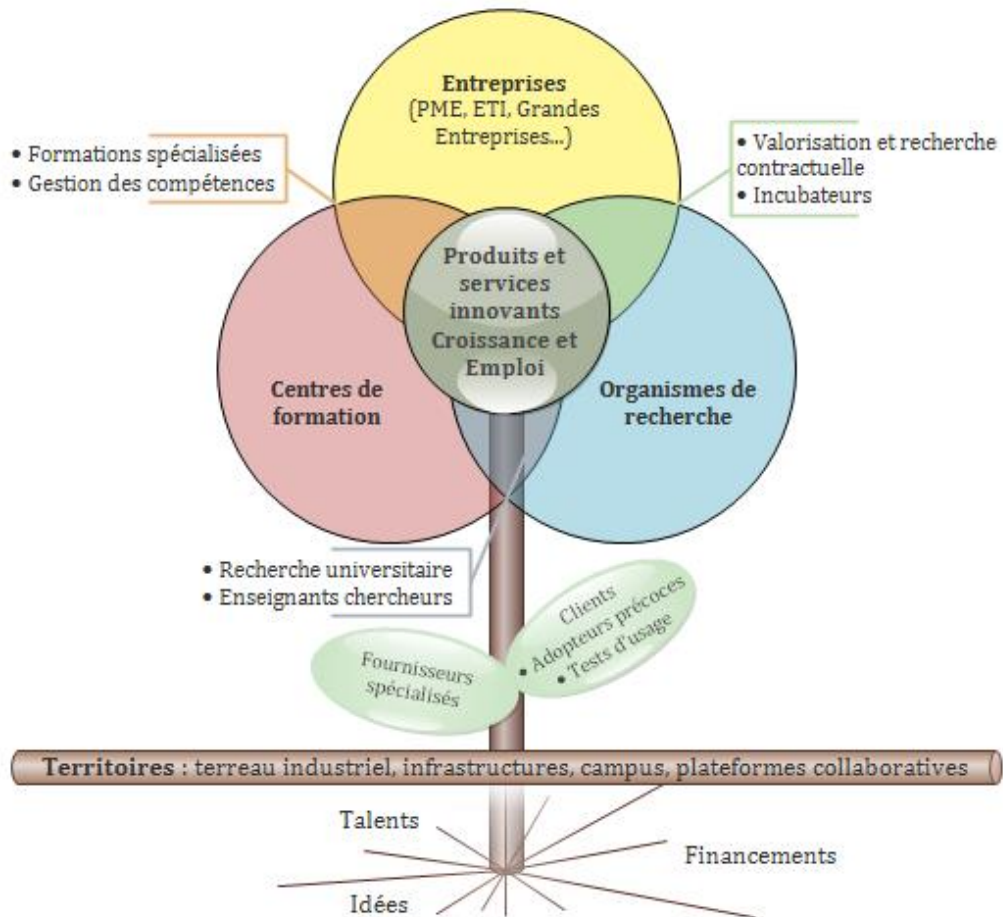 Entreprises
(PME, ETI, Grandes
Entreprises...)
• Formations spécialisées
• Gestion des compétences
• Valorisation et recherche
contractuelle
• Incubateurs
Produits et
services
innovants
Croissance et
Emploi
Centres de
formation
Organismes de
recherche
• Recherche universitaire
• Enseignants chercheurs
Clients
• Adopteurs précoces
• Tests d'usage
Fournisseurs
spécialisés
Territoires : terreau industriel, infrastructures, campus, plateformes collaboratives
Talents
Financements
Idées